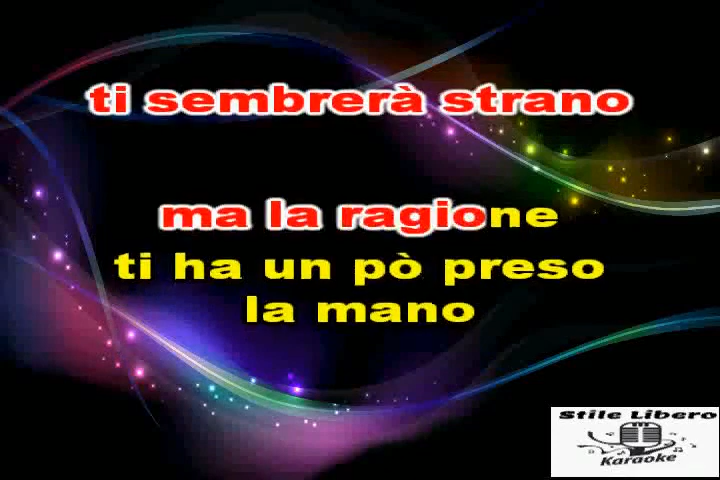 ti sembrerà strano
ma la ragione
ti ha un pò preso
la mano
Stile Libero
Karaoke